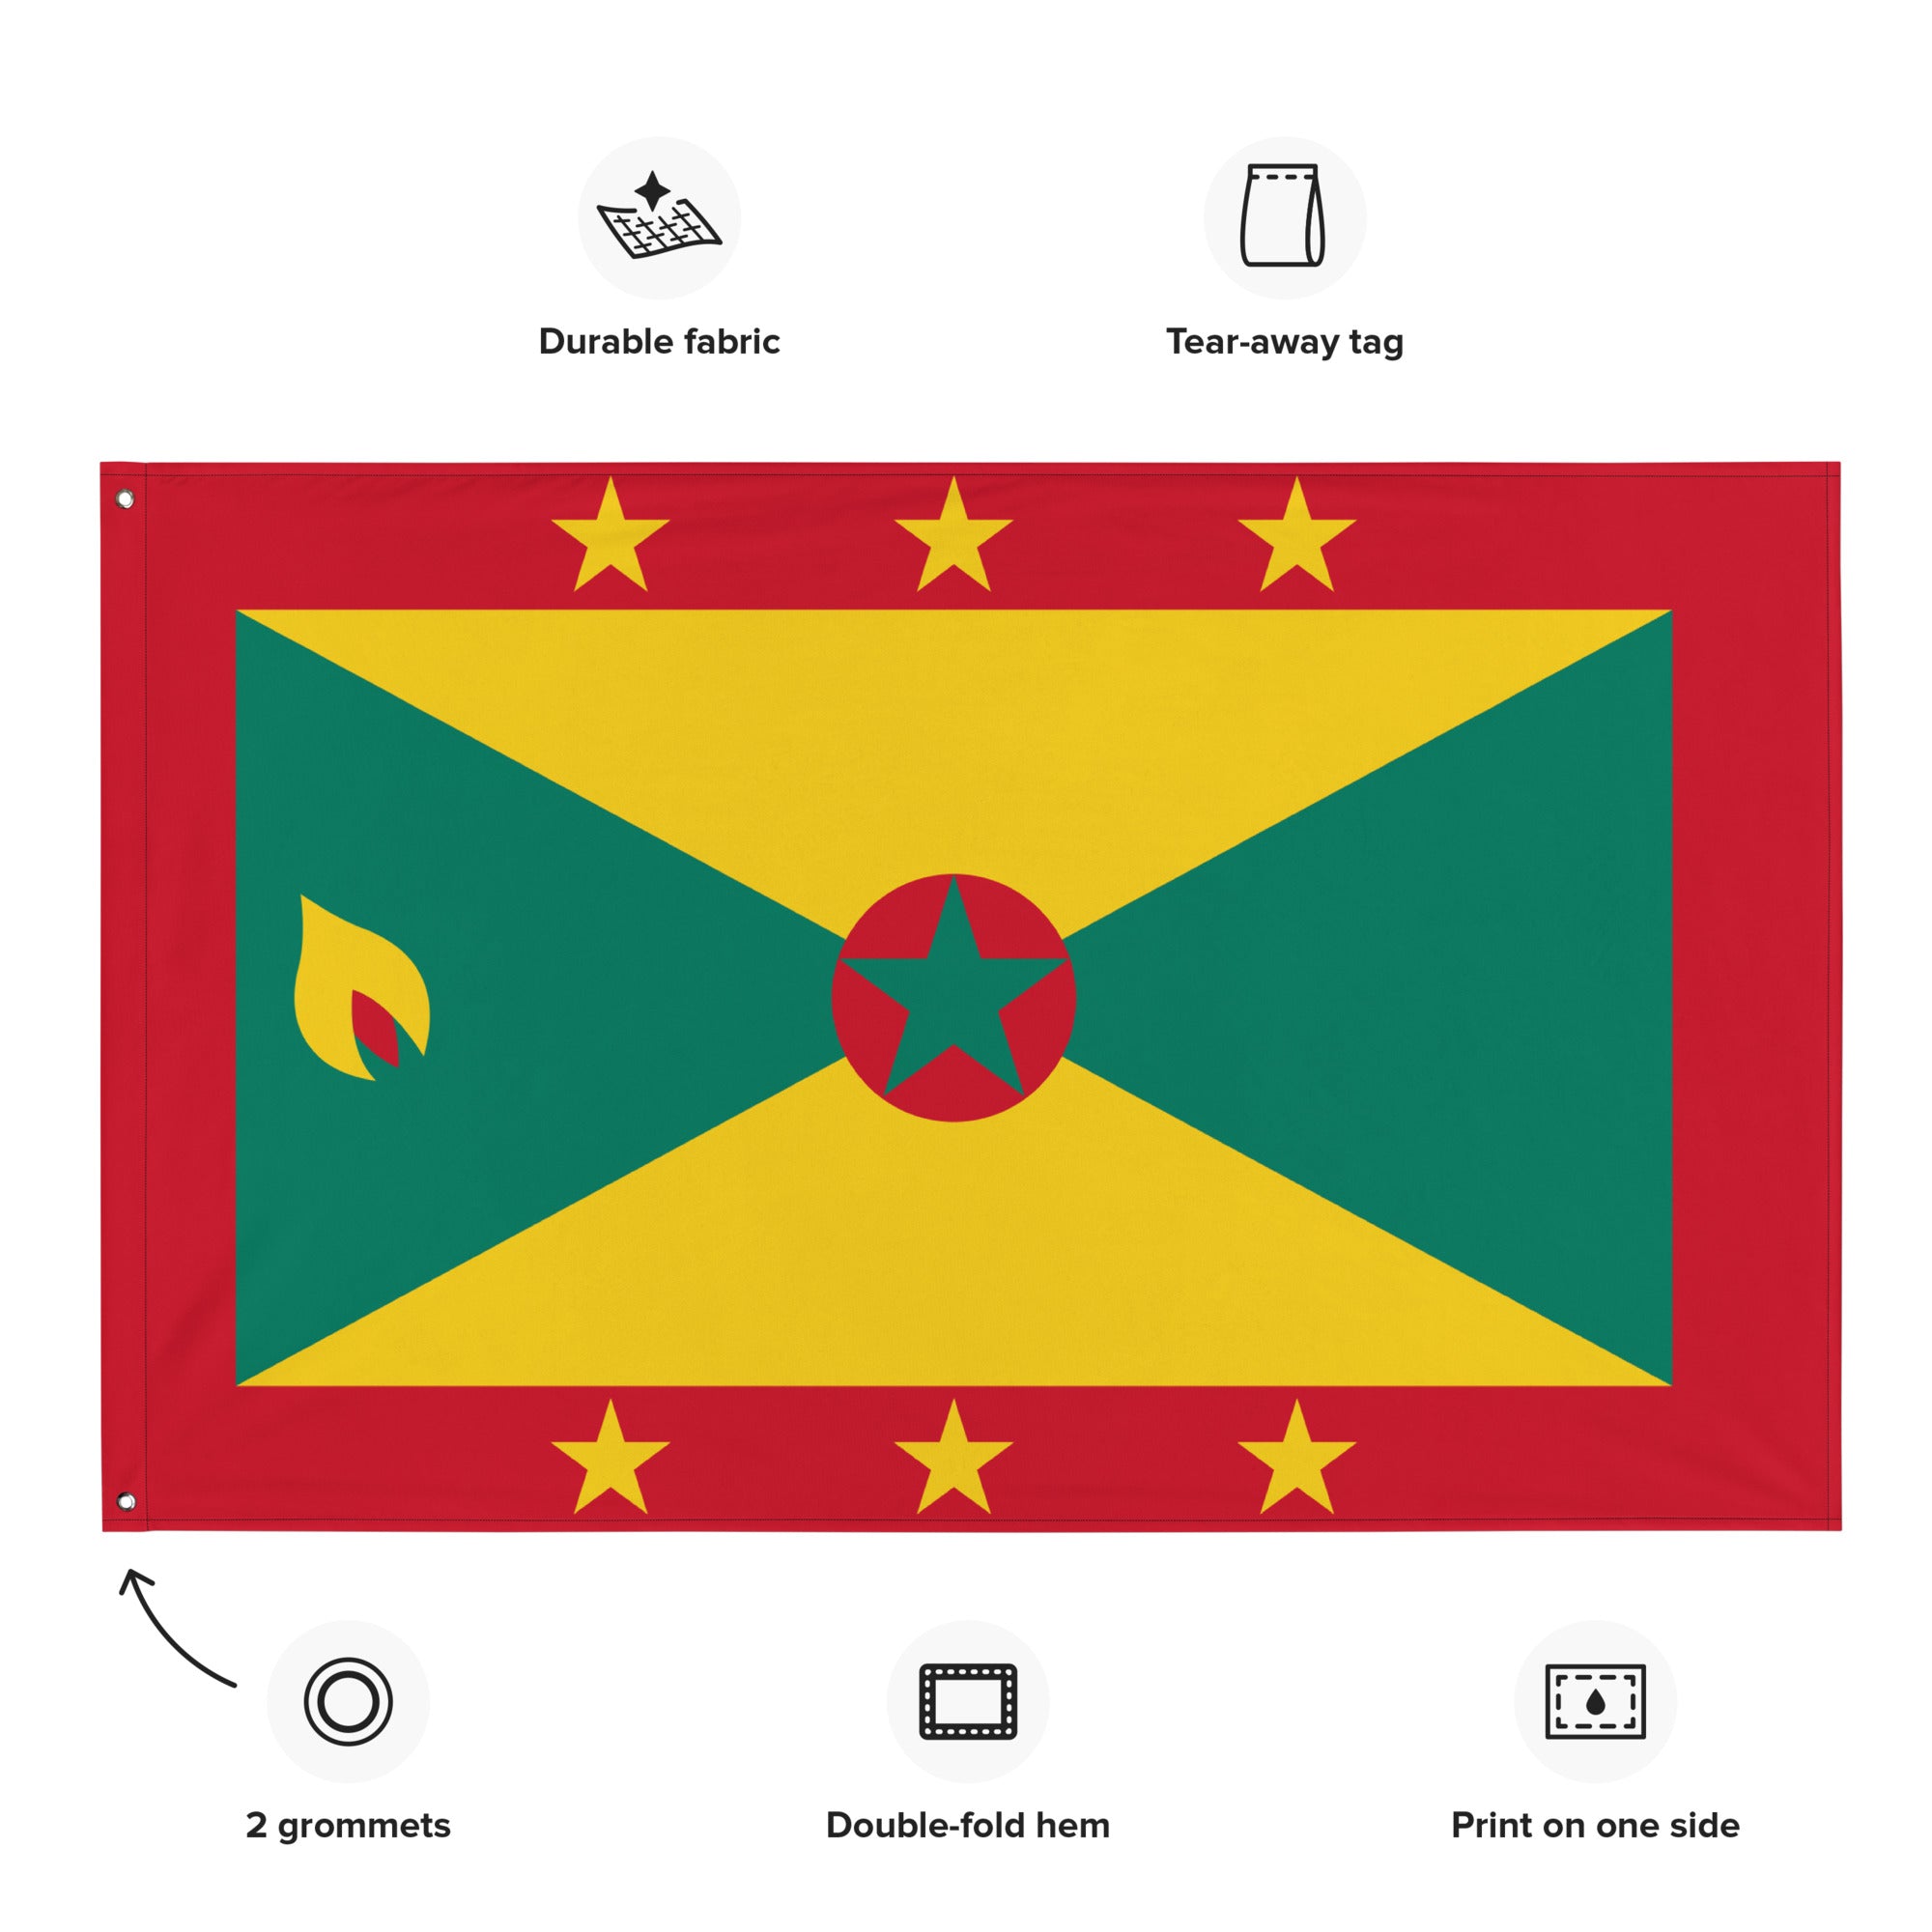 Durable fabric
Tear-away tag
2 grommets
Double-fold hem
Print on one side